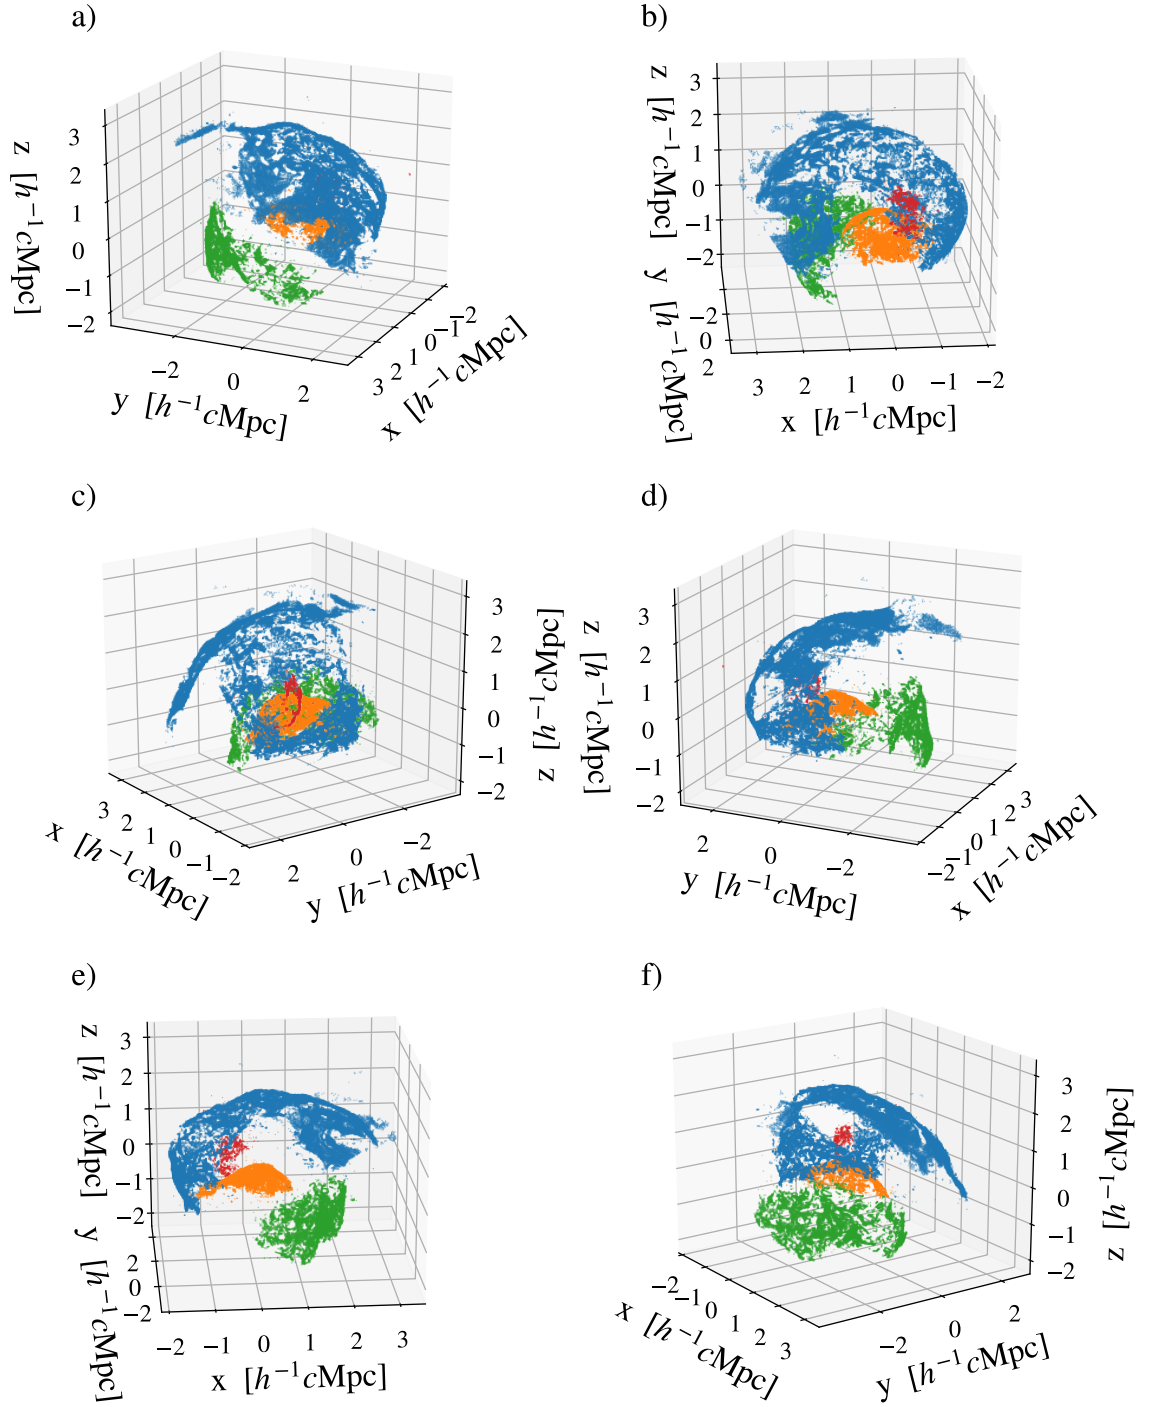 a)
3
2
1
0
−1
−2
z [h⁻¹cMpc]
−2
0
2
y [h⁻¹cMpc]
3 2 1 0 −1 −2
x [h⁻¹cMpc]
b)
3
2
1
0
−1
−2
z [h⁻¹cMpc]
−2
0
2
y [h⁻¹cMpc]
3 2 1 0 −1 −2
x [h⁻¹cMpc]
c)
3
2
1
0
−1
−2
z [h⁻¹cMpc]
3 2 1 0 −1 −2
x [h⁻¹cMpc]
2 0 −2
y [h⁻¹cMpc]
d)
3
2
1
0
−1
−2
z [h⁻¹cMpc]
2 0 −2
y [h⁻¹cMpc]
−2 −1 0 1 2 3
x [h⁻¹cMpc]
e)
3
2
1
0
−1
−2
z [h⁻¹cMpc]
2
0
−2
y [h⁻¹cMpc]
−2 −1 0 1 2 3
x [h⁻¹cMpc]
f)
3
2
1
0
−1
−2
z [h⁻¹cMpc]
−2 −1 0 1 2 3
x [h⁻¹cMpc]
−2 0 2
y [h⁻¹cMpc]